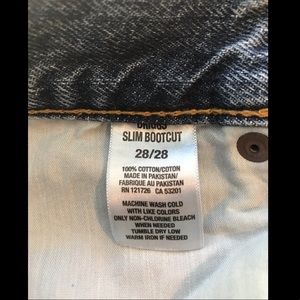 SLIM BOOTCUT
28/28
100% COTTON/COTON
MADE IN PAKISTAN/
FABRIQUE AU PAKISTAN
RN 121726 CA 53201
MACHINE WASH COLD
WITH LIKE COLORS
ONLY NON-CHLORINE BLEACH
WHEN NEEDED
TUMBLE DRY LOW
WARM IRON IF NEEDED